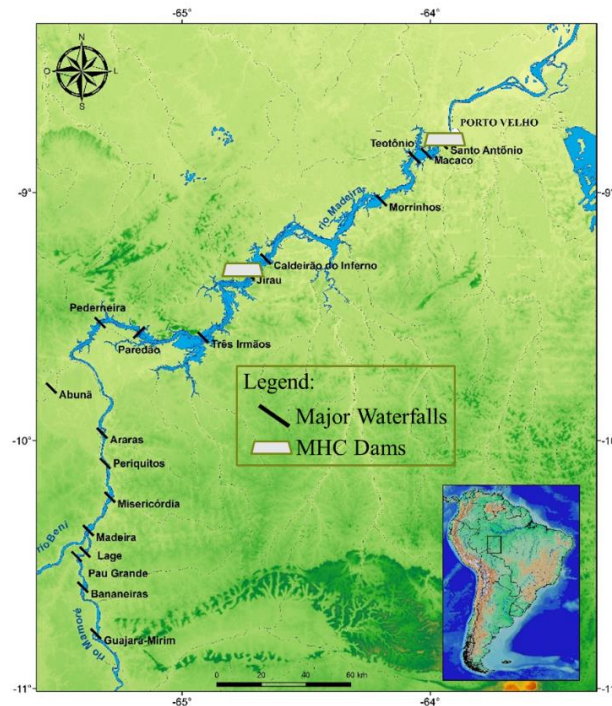 -65
-64
N
O
L
S
PORTO VELHO
Teotônio
Santo Antônio
Macaco
-9
-9
rio Madeira
Morrinhos
Caldeirão do Inferno
Jirau
Pederneira
Paredão
Três Irmãos
Legend:
Major Waterfalls
MHC Dams
Abunã
Araras
-10
-10
Periquitos
Misericórdia
Madeira
rio Beni
Lage
Pau Grande
Bananeiras
rio Mamoré
Guajará-Mirim
0
20
40
60 km
-11
-11
-65
-64